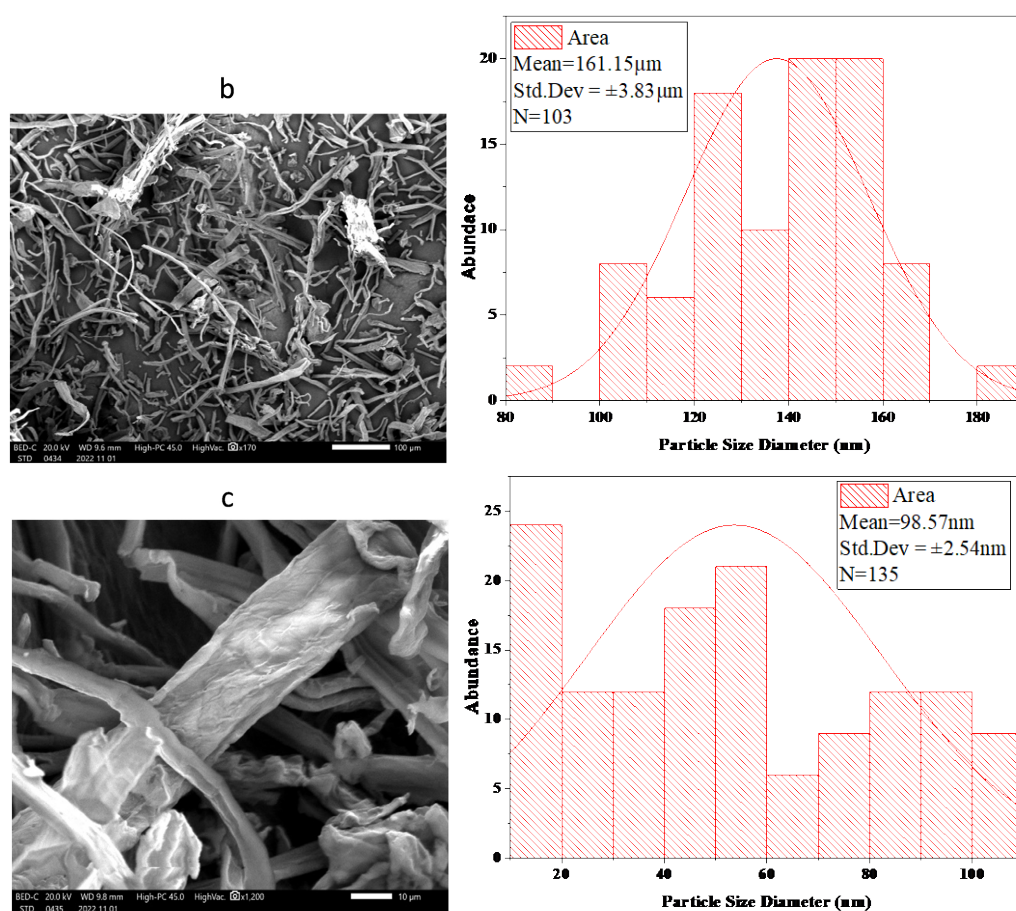 b
BED-C 20.0 kV WD 9.6 mm High-PC 45.0 HighVac. x170 100 µm
STD 0434 2022 11 01
Area
Mean=161.15µm
Std.Dev = ±3.83µm
N=103
20
15
10
5
0
Abundace
80 100 120 140 160 180
Particle Size Diameter (nm)
c
BED-C 20.0 kV WD 9.8 mm High-PC 45.0 HighVac. x1,200 10 µm
STD 0435 2022 11 01
Area
Mean=98.57nm
Std.Dev = ±2.54nm
N=135
25
20
15
10
5
0
Abundance
20 40 60 80 100
Particle Size Diameter (nm)